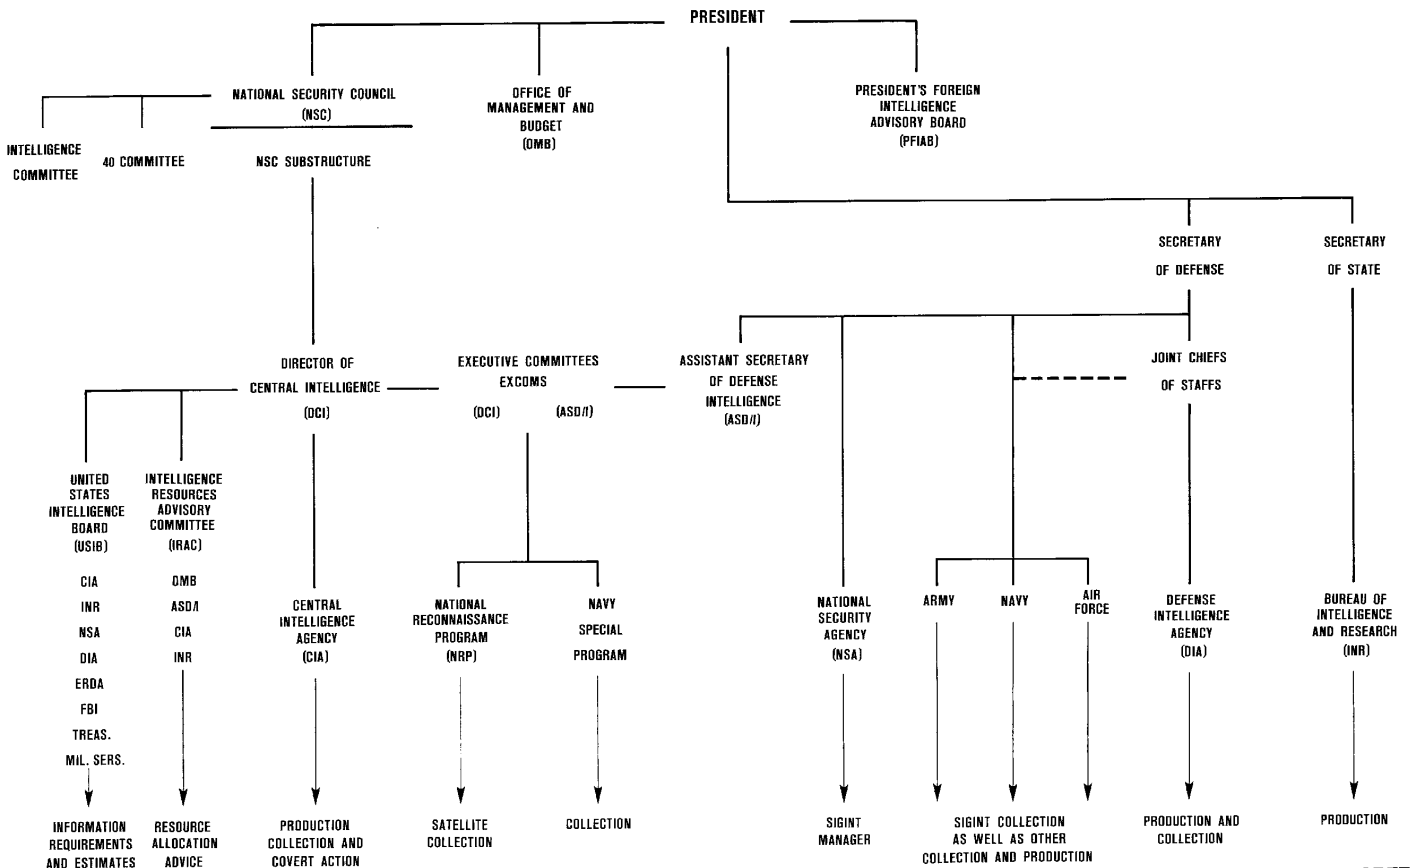 PRESIDENT
NATIONAL SECURITY COUNCIL
(NSC)
OFFICE OF
MANAGEMENT AND
BUDGET
(OMB)
PRESIDENT'S FOREIGN
INTELLIGENCE
ADVISORY BOARD
(PFIAB)
INTELLIGENCE
COMMITTEE
40 COMMITTEE
NSC SUBSTRUCTURE
SECRETARY
OF DEFENSE
SECRETARY
OF STATE
DIRECTOR OF
CENTRAL INTELLIGENCE
(DCI)
EXECUTIVE COMMITTEES
EXCOMS
(DCI) (ASD/I)
ASSISTANT SECRETARY
OF DEFENSE
INTELLIGENCE
(ASD/I)
JOINT CHIEFS
OF STAFFS
UNITED
STATES
INTELLIGENCE
BOARD
(USIB)
CIA
INR
NSA
DIA
ERDA
FBI
TREAS.
MIL. SERS.
INTELLIGENCE
RESOURCES
ADVISORY
COMMITTEE
(IRAC)
OMB
ASD/I
CIA
INR
CENTRAL
INTELLIGENCE
AGENCY
(CIA)
NATIONAL
RECONNAISSANCE
PROGRAM
(NRP)
NAVY
SPECIAL
PROGRAM
NATIONAL
SECURITY
AGENCY
(NSA)
ARMY
NAVY
AIR
FORCE
DEFENSE
INTELLIGENCE
AGENCY
(DIA)
BUREAU OF
INTELLIGENCE
AND RESEARCH
(INR)
INFORMATION
REQUIREMENTS
AND ESTIMATES
RESOURCE
ALLOCATION
ADVICE
PRODUCTION
COLLECTION AND
COVERT ACTION
SATELLITE
COLLECTION
COLLECTION
SIGINT
MANAGER
SIGINT COLLECTION
AS WELL AS OTHER
COLLECTION AND PRODUCTION
PRODUCTION AND
COLLECTION
PRODUCTION